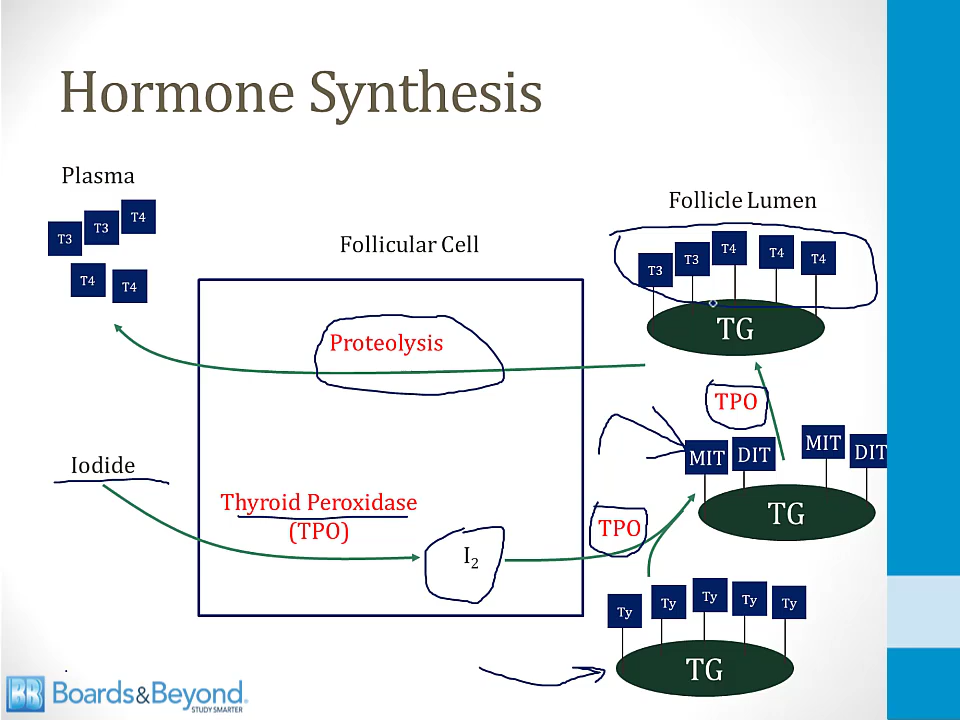 Hormone Synthesis
Plasma
T3
T3
T4
T4
T4
Follicular Cell
Follicle Lumen
T3
T3
T4
T4
T4
TG
Proteolysis
TPO
MIT
DIT
MIT
DIT
TG
Iodide
Thyroid Peroxidase
(TPO)
I₂
TPO
Ty
Ty
Ty
Ty
Ty
TG
BB
Boards&Beyond.
STUDY SMARTER